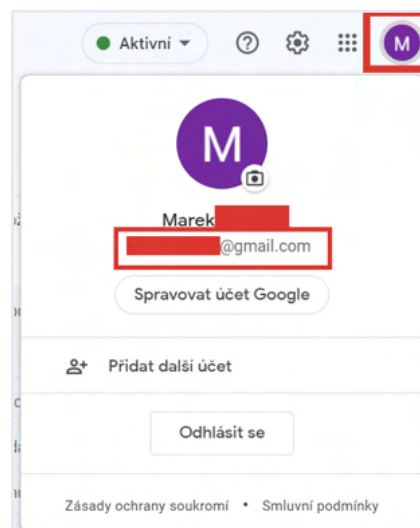 Aktivní
M
M
Marek
@gmail.com
Spravovat účet Google
Přidat další účet
Odhlásit se
Zásady ochrany soukromí • Smluvní podmínky